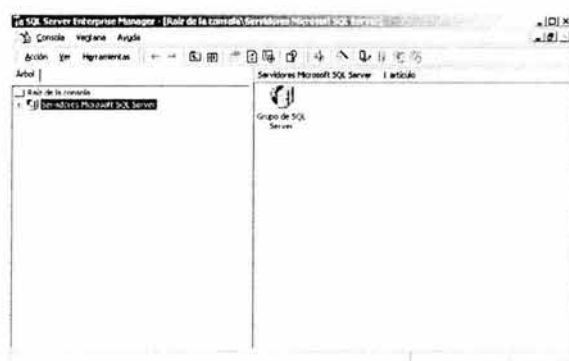 SQL Server Enterprise Manager - [Raíz de la consola\Servidores Microsoft SQL Server]
Consola Ventana Ayuda
Acción Ver Herramientas
Árbol
Servidores Microsoft SQL Server 1 artículo
Raíz de la consola
Servidores Microsoft SQL Server
Grupo de SQL
Server